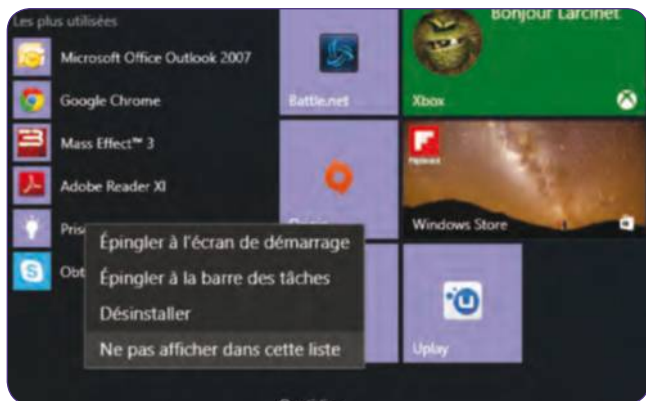 Les plus utilisées
Microsoft Office Outlook 2007
Google Chrome
Mass Effect™ 3
Adobe Reader XI
Épingler à l'écran de démarrage
Épingler à la barre des tâches
Désinstaller
Ne pas afficher dans cette liste
Battle.net
Bonjour Larcinet
Xbox
Flipboard
Windows Store
Uplay